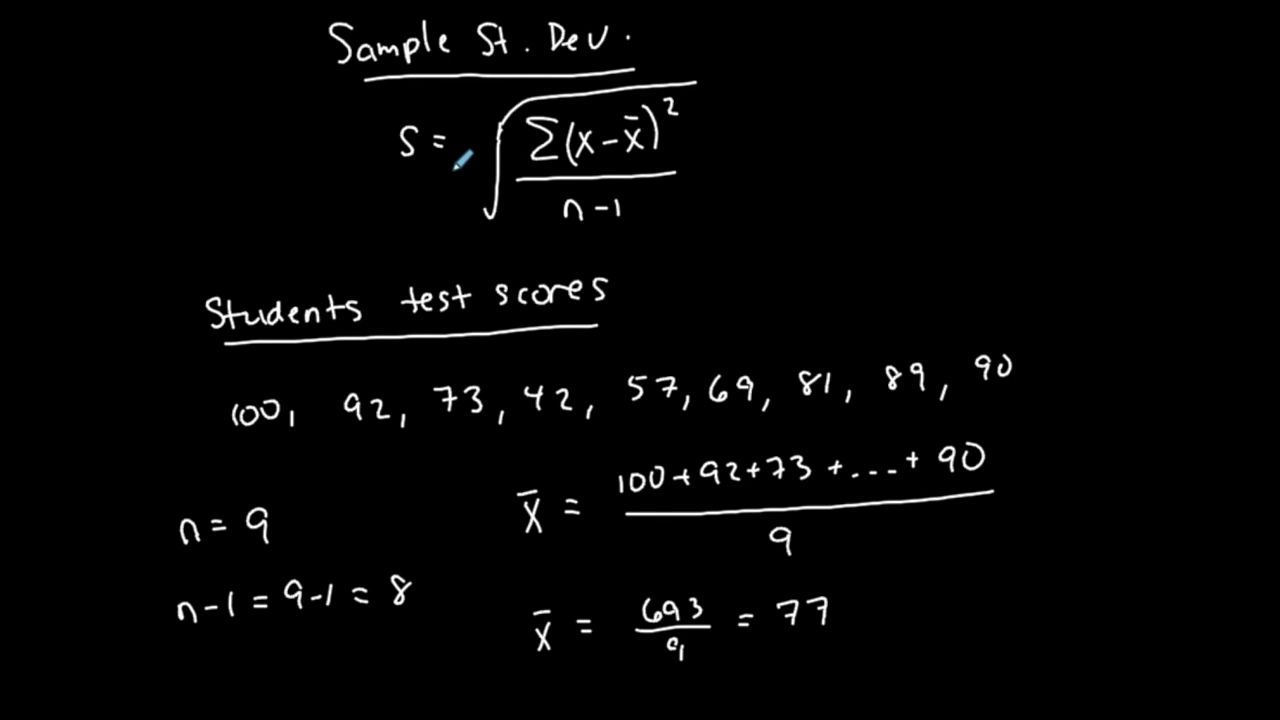 Sample St. Dev.
S = √(Σ(x-x̄)² / n-1)
Students test scores
100, 92, 73, 42, 57, 69, 81, 89, 90
n = 9
x̄ = (100+92+73+...+90) / 9
n-1 = 9-1 = 8
x̄ = 693/9 = 77